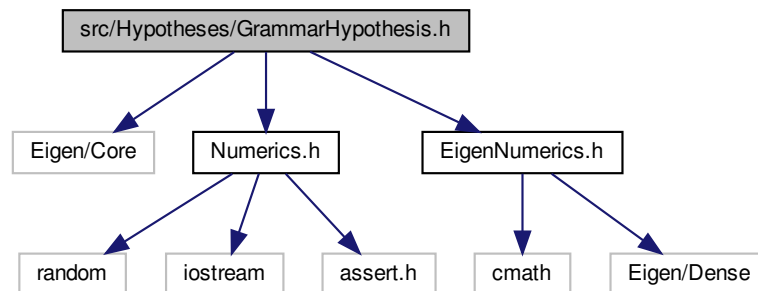 src/Hypotheses/GrammarHypothesis.h
Eigen/Core
Numerics.h
EigenNumerics.h
random
iostream
assert.h
cmath
Eigen/Dense